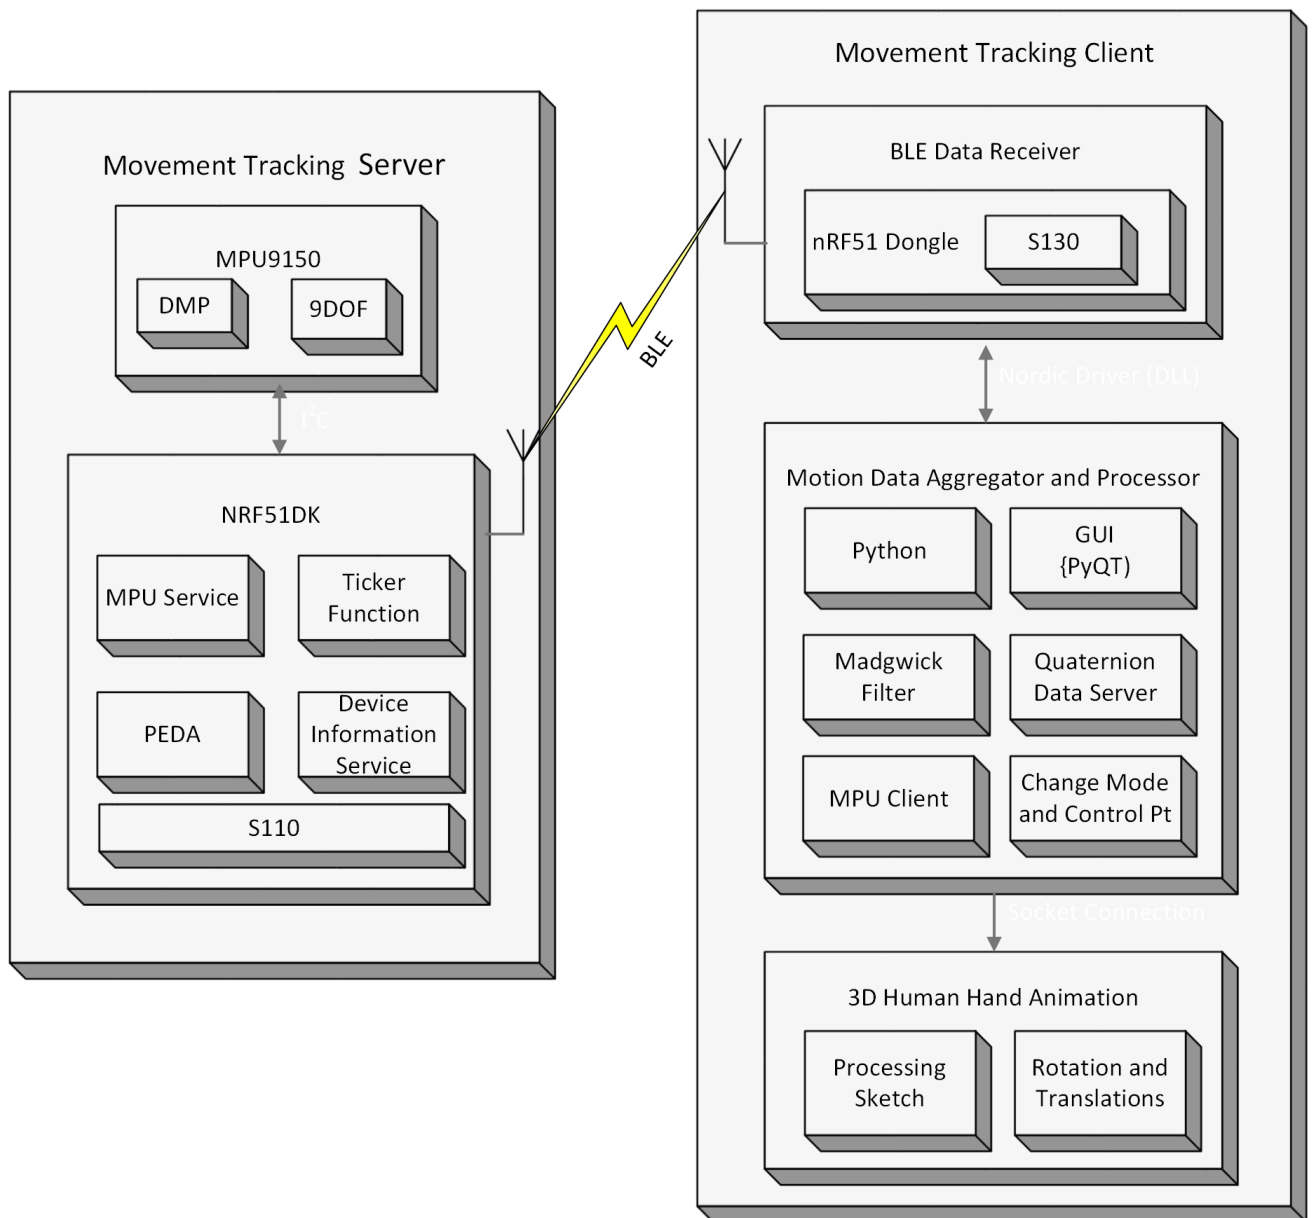 Movement Tracking Server
MPU9150
DMP
9DOF
I²C
NRF51DK
MPU Service
Ticker
Function
PEDA
Device
Information
Service
S110
BLE
Movement Tracking Client
BLE Data Receiver
nRF51 Dongle
S130
Nordic Driver (DLL)
Motion Data Aggregator and Processor
Python
GUI
{PyQT)
Madgwick
Filter
Quaternion
Data Server
MPU Client
Change Mode
and Control Pt
Socket Connection
3D Human Hand Animation
Processing
Sketch
Rotation and
Translations